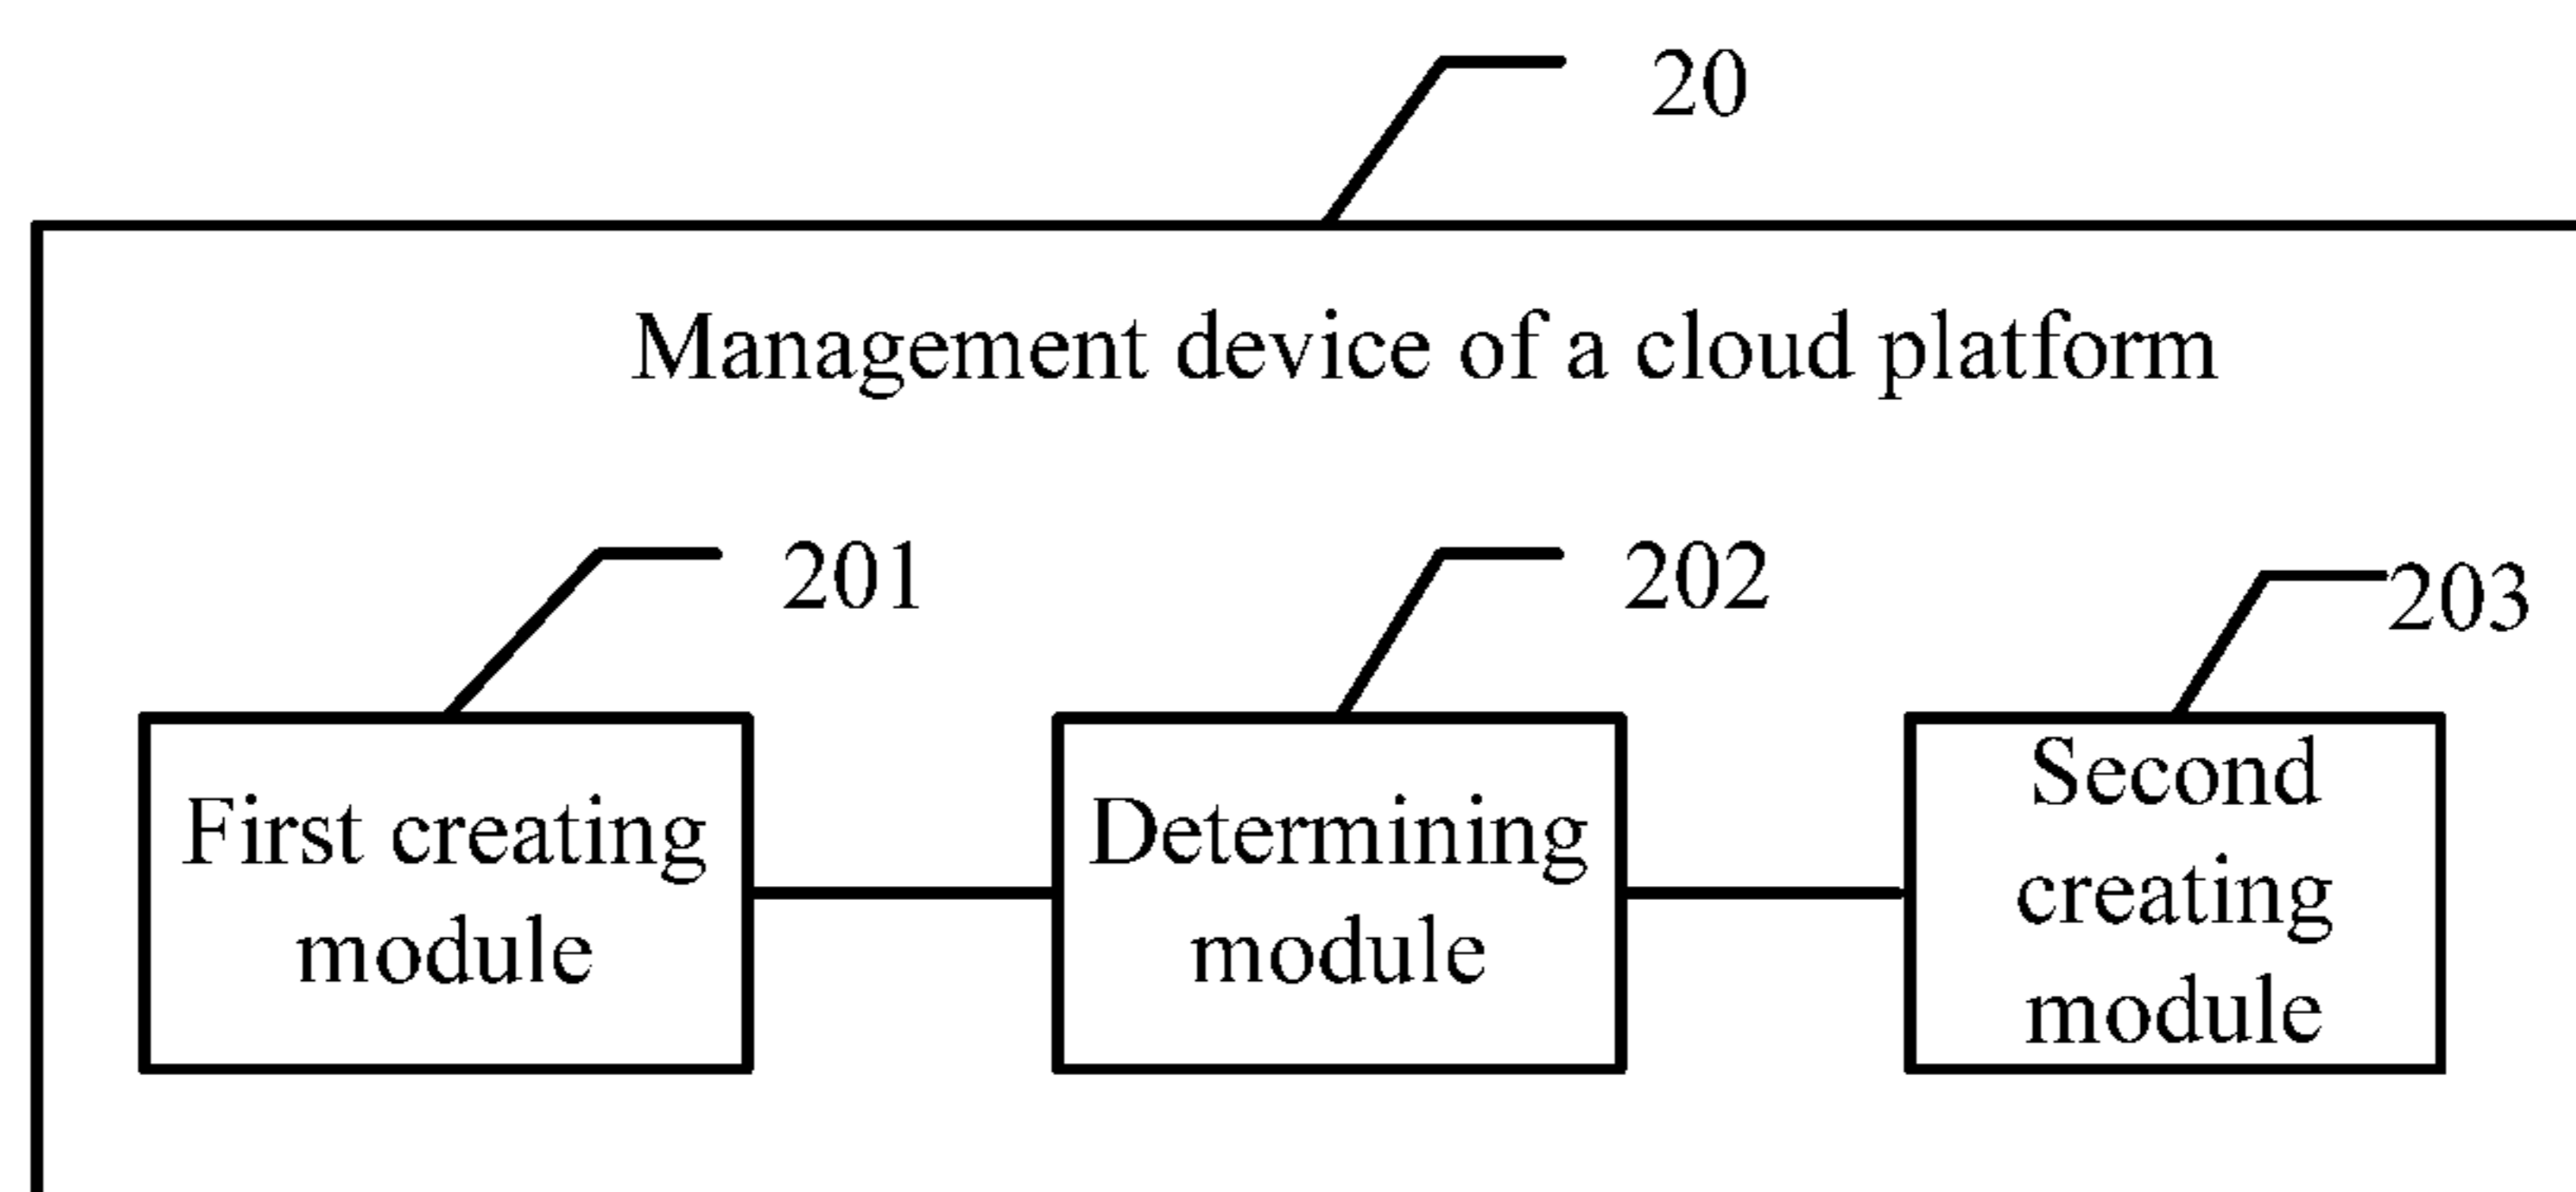 20
Management device of a cloud platform
201
202
203
First creating
module
Determining
module
Second
creating
module